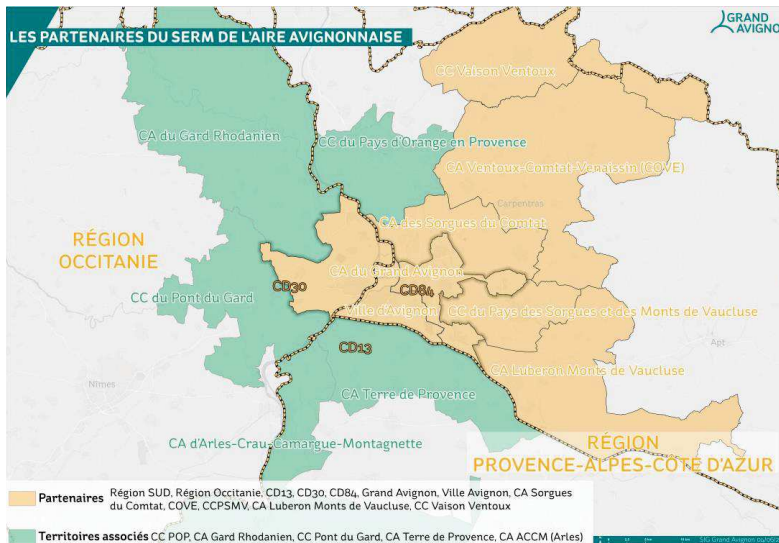 LES PARTENAIRES DU SERM DE L'AIRE AVIGNONNAISE
GRAND
AVIGNO
CC Vaison Ventoux
CA du Gard Rhodanien
CC du Pays d'Orange en Provence
CA Ventoux-Comtat-Venaissin (COVE)
Carpentras
CA des Sorgues du Comtat
RÉGION
OCCITANIE
CA du Grand Avignon
CD30
CD84
CC du Pont du Gard
Ville d'Avignon
CC du Pays des Sorgues et des Monts de Vaucluse
CD13
Apt
CA Luberon Monts de Vaucluse
Nîmes
CA Terre de Provence
CA d'Arles-Crau-Camargue-Montagnette
RÉGION
PROVENCE-ALPES-CÔTE D'AZUR
Partenaires Région SUD, Région Occitanie, CD13, CD30, CD84, Grand Avignon, Ville Avignon, CA Sorgues
du Comtat, COVE, CCPSMV, CA Luberon Monts de Vaucluse, CC Vaison Ventoux
Territoires associés CC POP, CA Gard Rhodanien, CC Pont du Gard, CA Terre de Provence, CA ACCM (Arles)
SIG Grand Avignon